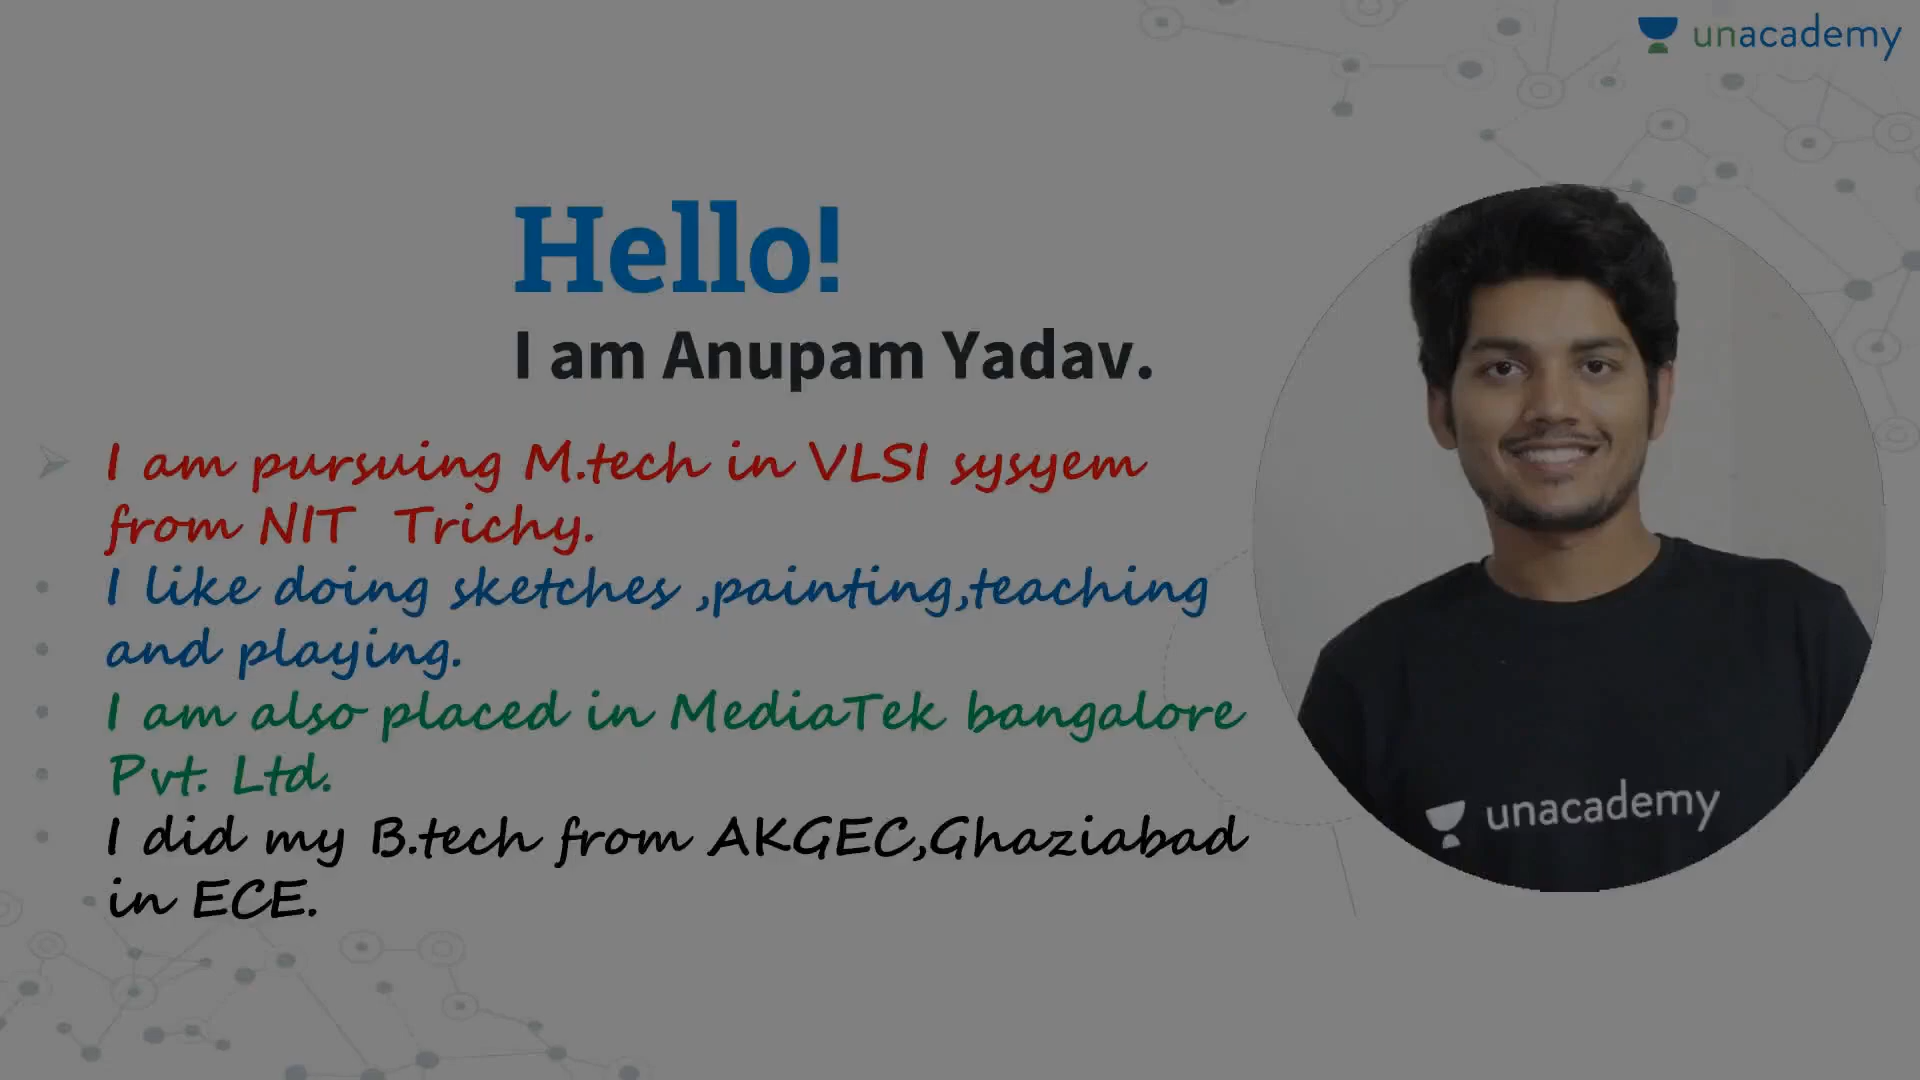 unacademy
Hello!
I am Anupam Yadav.
I am pursuing M.tech in VLSI sysyem
from NIT Trichy.
I like doing sketches ,painting,teaching
and playing.
I am also placed in MediaTek bangalore
Pvt. Ltd.
I did my B.tech from AKGEC,Ghaziabad
in ECE.
unacademy